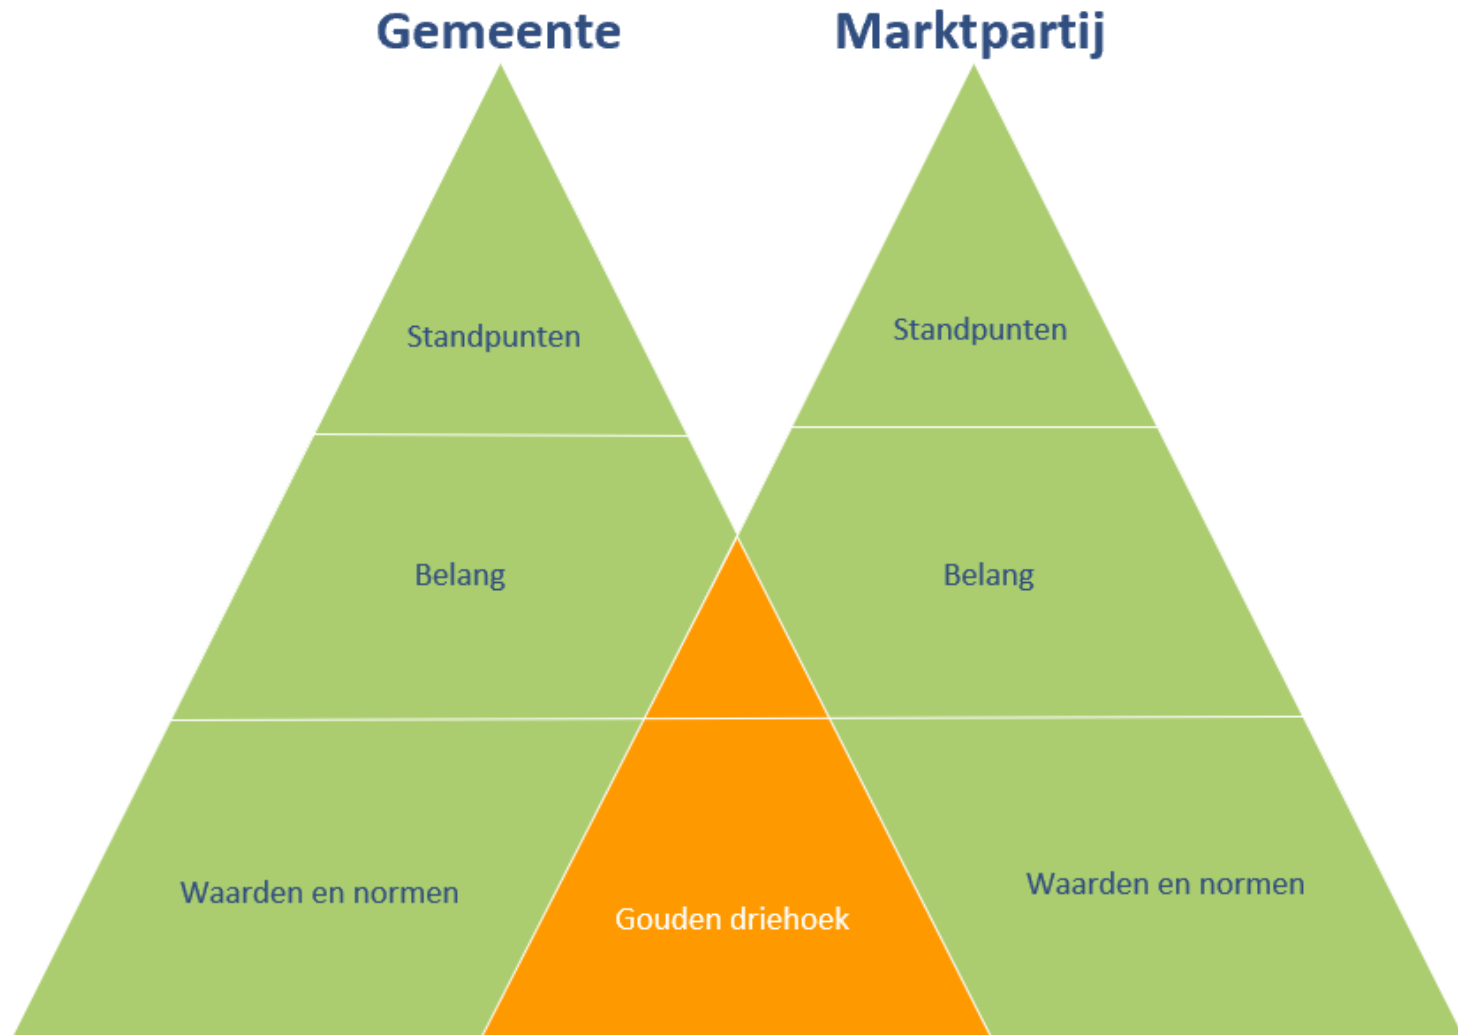 Gemeente
Marktpartij
Standpunten
Standpunten
Belang
Belang
Waarden en normen
Waarden en normen
Gouden driehoek